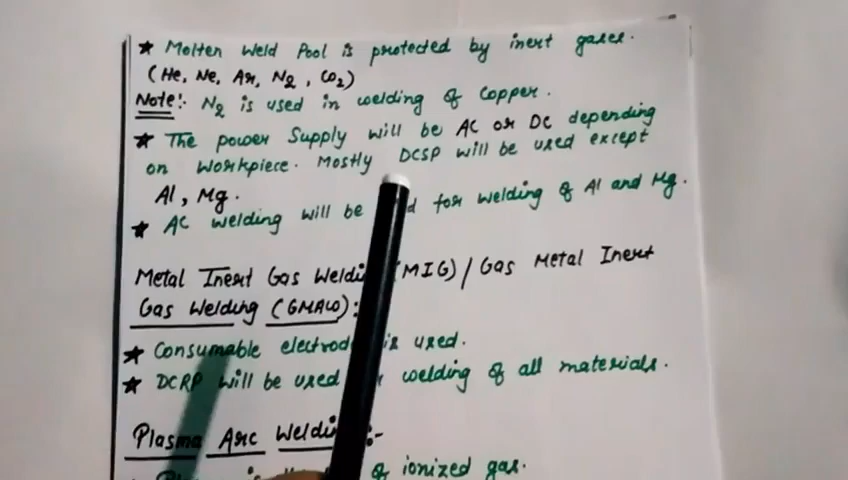 ★ Molten Weld Pool is protected by inert gases.
(He, Ne, Ar, N2, CO2)
Note:- N2 is used in welding of Copper.
★ The power Supply will be AC or DC depending
on Workpiece. Mostly DCSP will be used except
Al, Mg.
★ AC welding will be for welding of Al and Mg.
Metal Inert Gas (MIG) / Gas Metal Inert
Gas Welding (GMAW):
★ Consumable is used.
★ DCRP will be used welding of all materials.
Plasma Arc :-
of ionized gas.